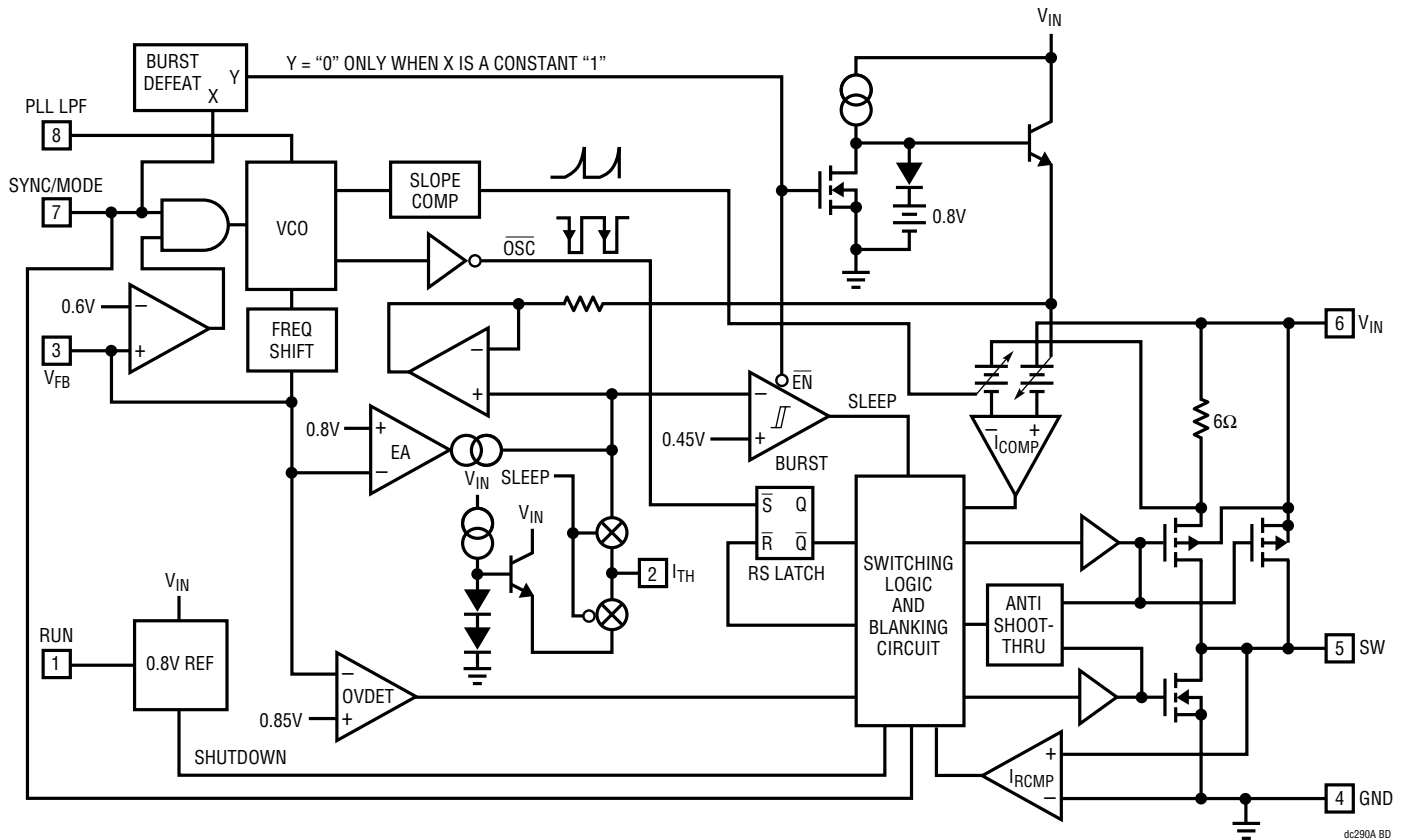 V_IN
BURST
DEFEAT
Y
X
Y = “0” ONLY WHEN X IS A CONSTANT “1”
PLL LPF
8
SYNC/MODE
7
VCO
SLOPE
COMP
OSC
0.8V
0.6V
−
+
3
V_FB
FREQ
SHIFT
−
+
EN
−
+
0.45V
BURST
SLEEP
−
+
I_COMP
6
V_IN
6Ω
0.8V
+
−
EA
V_IN
SLEEP
V_IN
2
I_TH
S
Q
R
Q
RS LATCH
SWITCHING
LOGIC
AND
BLANKING
CIRCUIT
ANTI
SHOOT-
THRU
V_IN
RUN
1
0.8V REF
5
SW
−
+
OVDET
0.85V
SHUTDOWN
+
−
I_RCMP
4
GND
dc290A BD